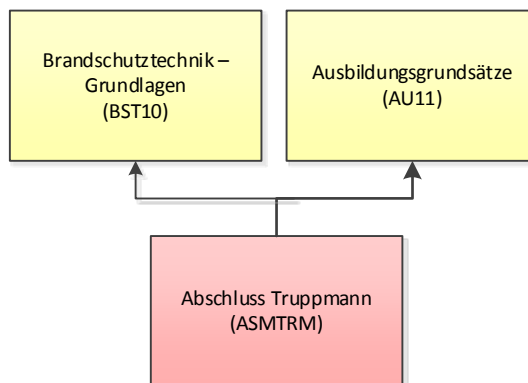 Brandschutztechnik –
Grundlagen
(BST10)
Ausbildungsgrundsätze
(AU11)
Abschluss Truppmann
(ASMTRM)